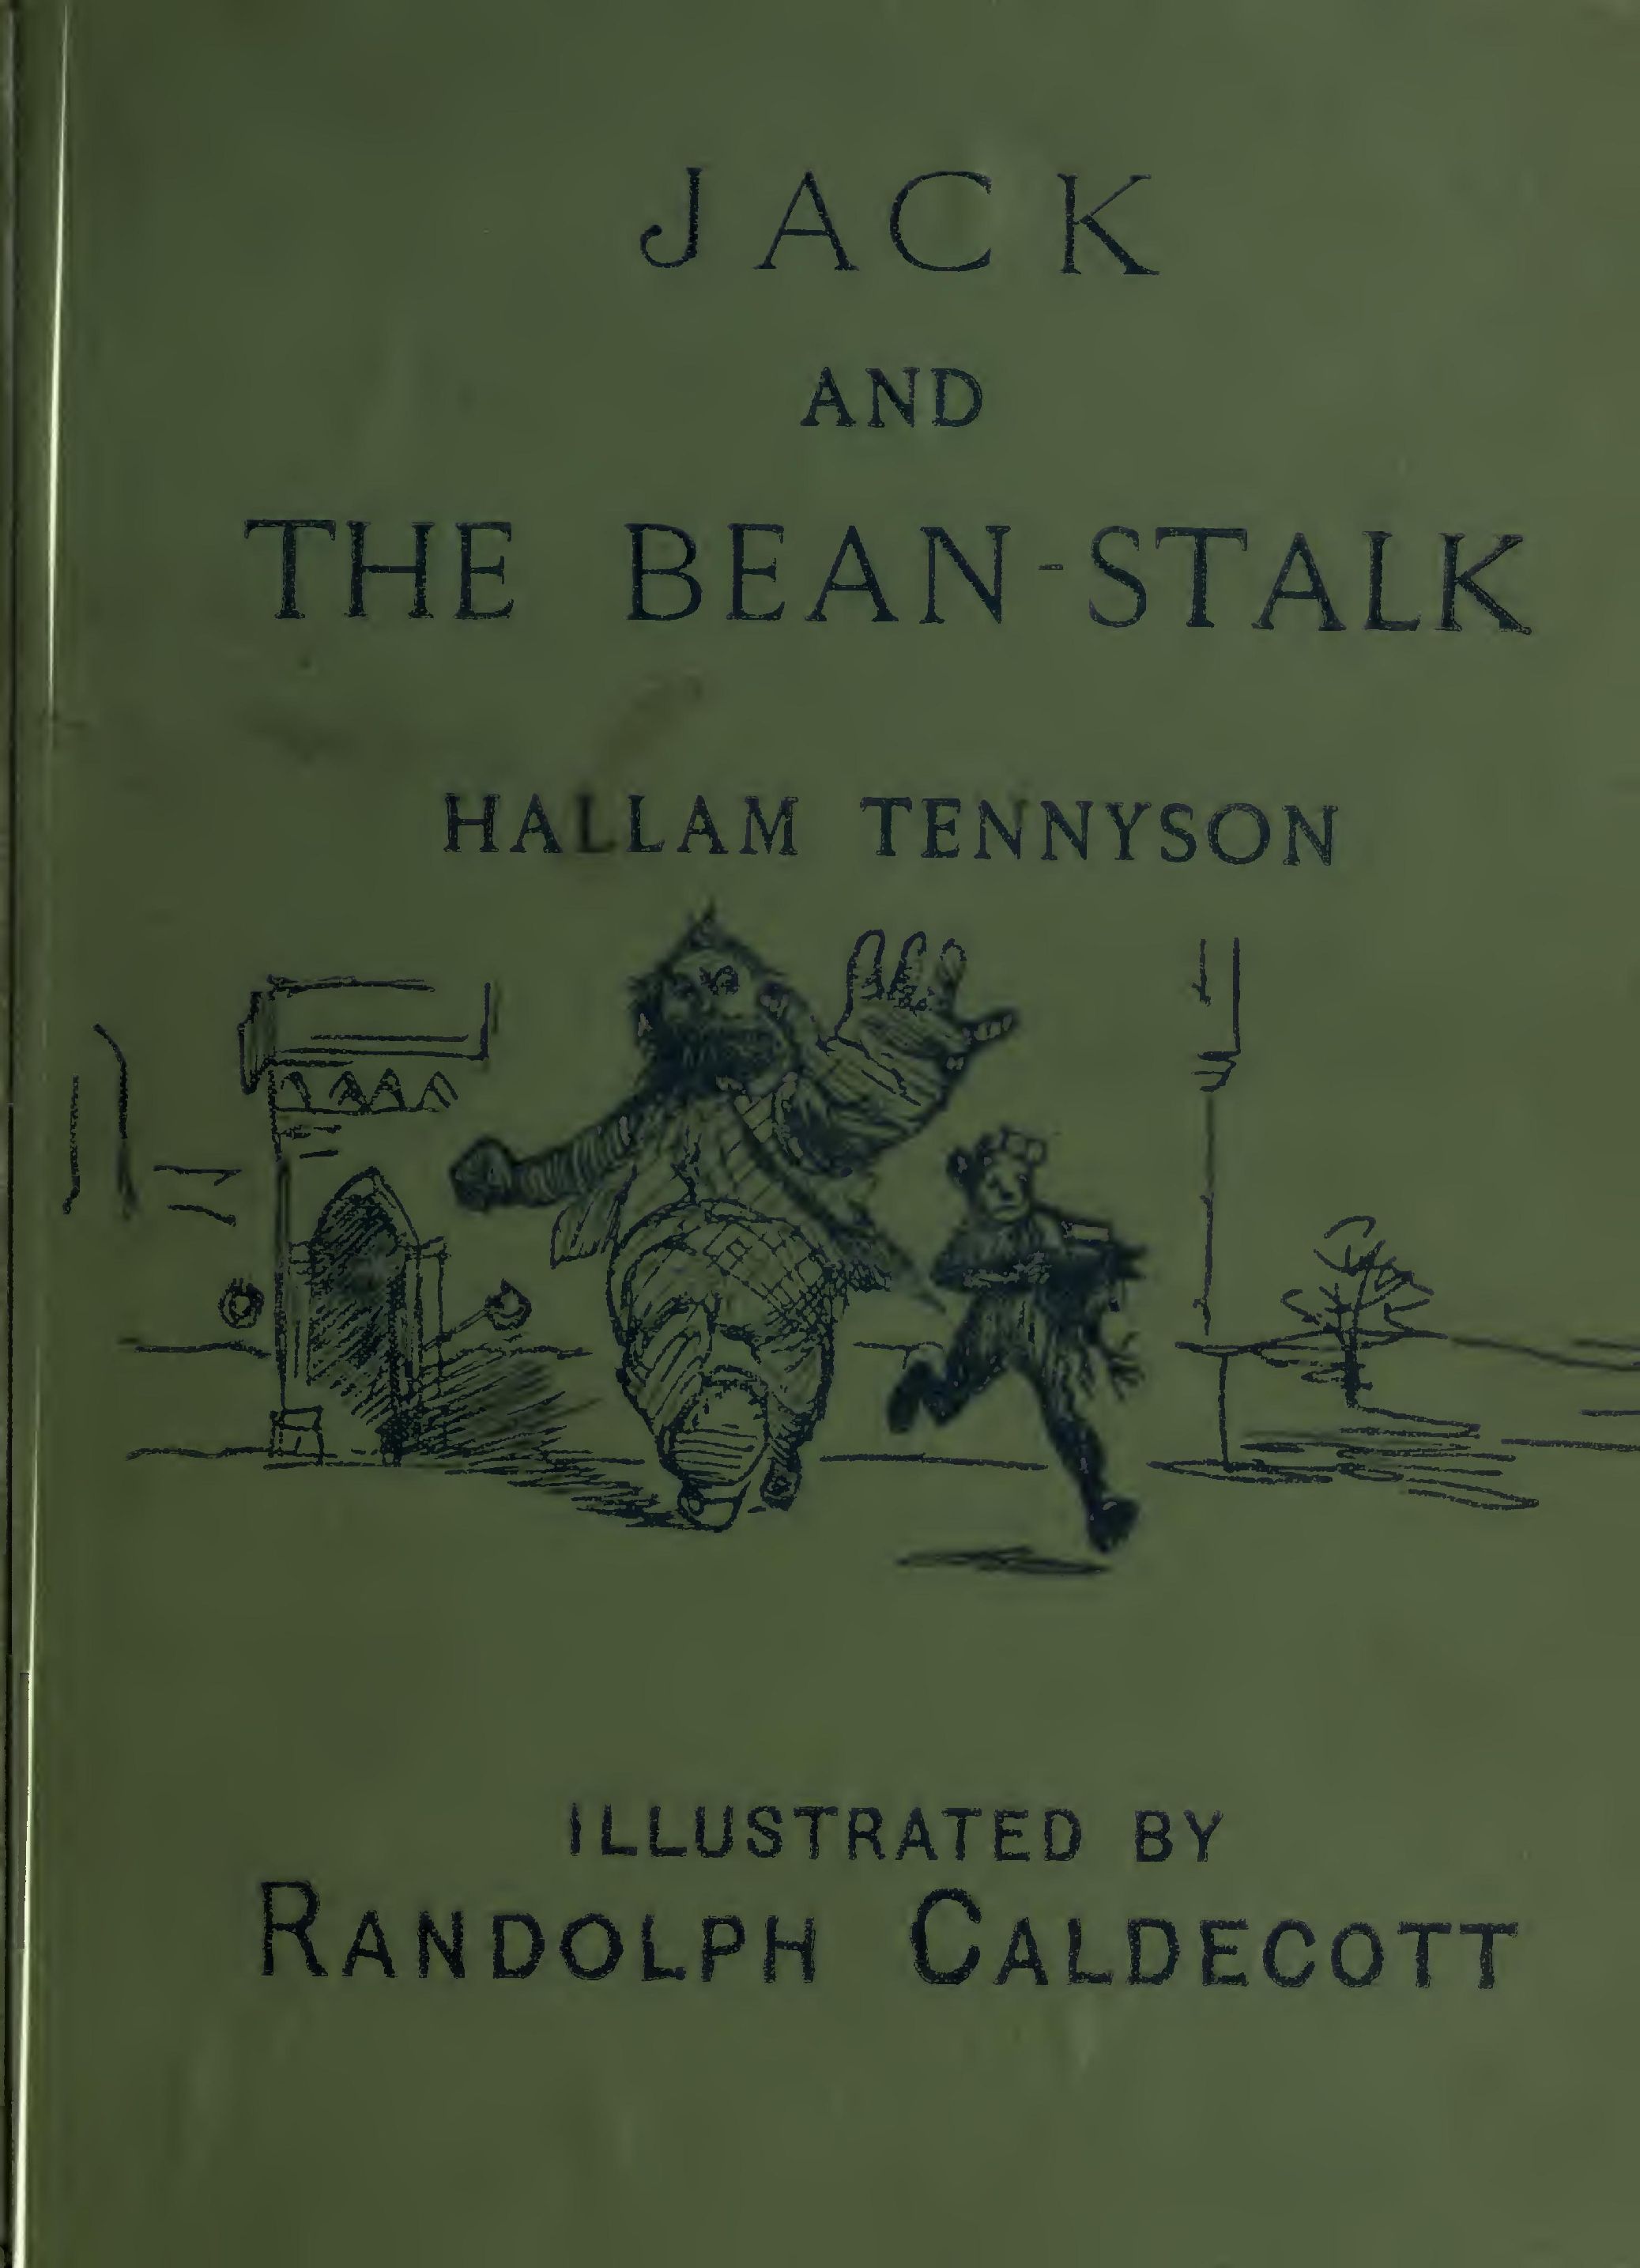 JACK
AND
THE BEAN-STALK
HALLAM TENNYSON
ILLUSTRATED BY
RANDOLPH CALDECOTT